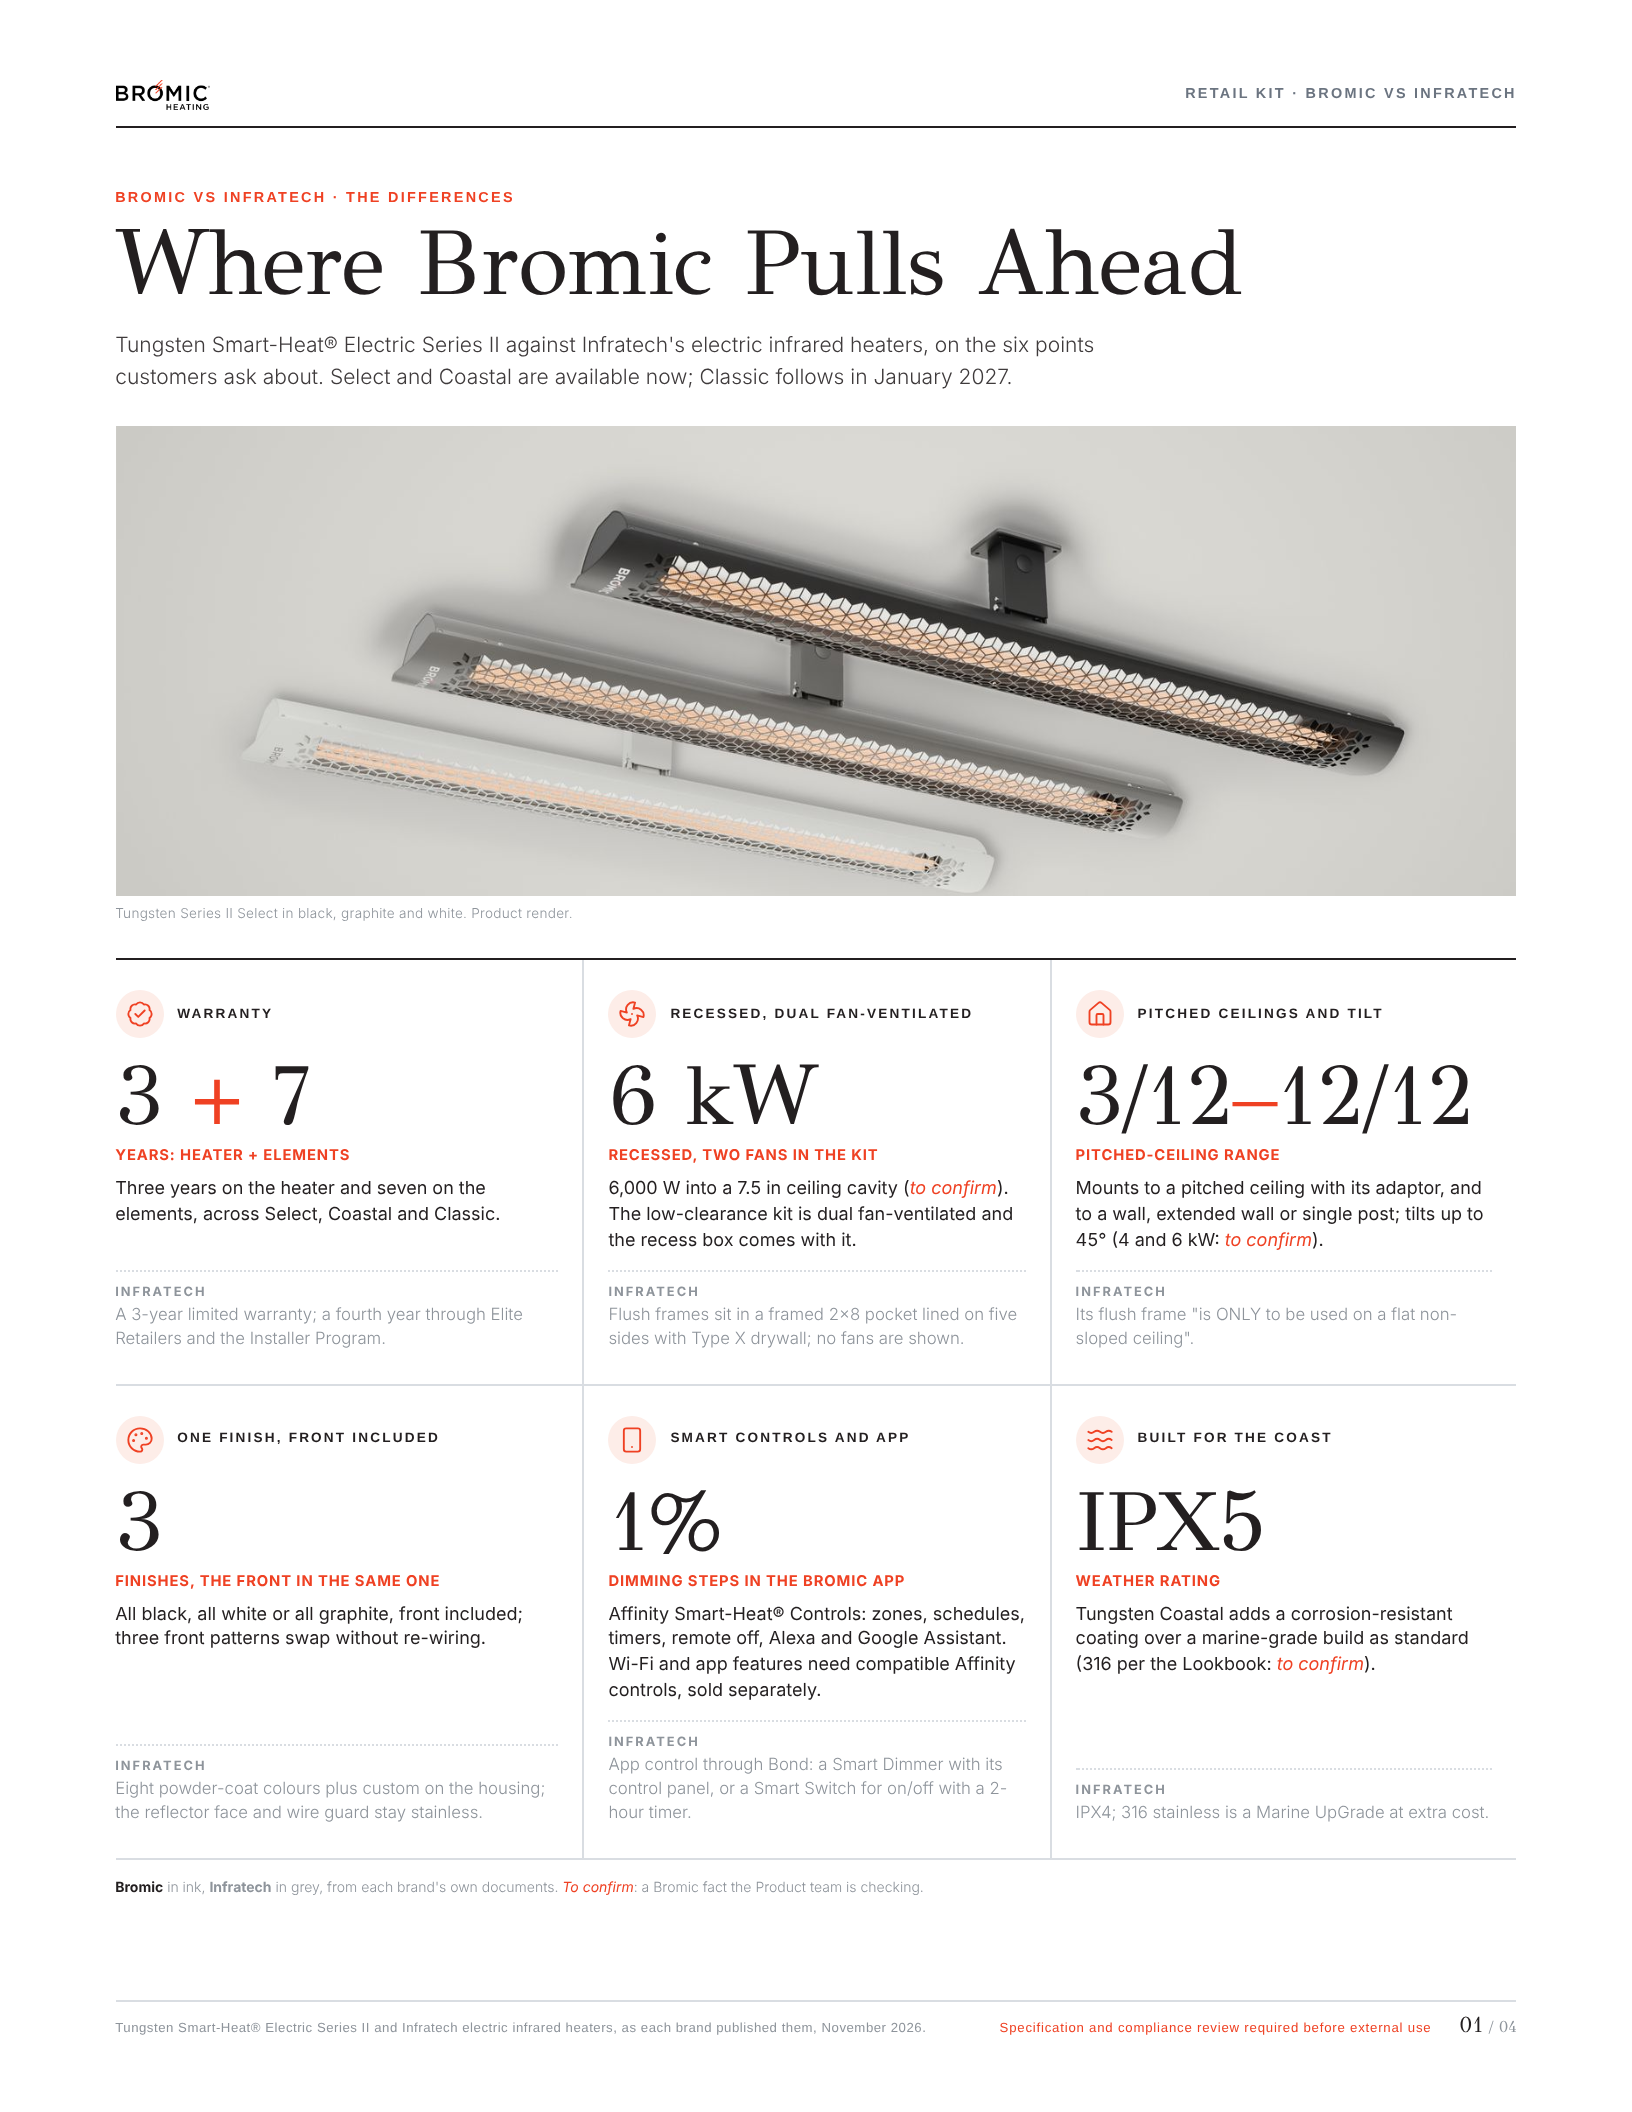 BROMIC
HEATING
RETAIL KIT · BROMIC VS INFRATECH
BROMIC VS INFRATECH · THE DIFFERENCES
Where Bromic Pulls Ahead
Tungsten Smart-Heat® Electric Series II against Infratech's electric infrared heaters, on the six points
customers ask about. Select and Coastal are available now; Classic follows in January 2027.
Tungsten Series II Select in black, graphite and white. Product render.
WARRANTY
3 + 7
YEARS: HEATER + ELEMENTS
Three years on the heater and seven on the
elements, across Select, Coastal and Classic.
INFRATECH
A 3-year limited warranty; a fourth year through Elite
Retailers and the Installer Program.
RECESSED, DUAL FAN-VENTILATED
6 kW
RECESSED, TWO FANS IN THE KIT
6,000 W into a 7.5 in ceiling cavity (to confirm).
The low-clearance kit is dual fan-ventilated and
the recess box comes with it.
INFRATECH
Flush frames sit in a framed 2×8 pocket lined on five
sides with Type X drywall; no fans are shown.
PITCHED CEILINGS AND TILT
3/12–12/12
PITCHED-CEILING RANGE
Mounts to a pitched ceiling with its adaptor, and
to a wall, extended wall or single post; tilts up to
45° (4 and 6 kW: to confirm).
INFRATECH
Its flush frame "is ONLY to be used on a flat non-
sloped ceiling".
ONE FINISH, FRONT INCLUDED
3
FINISHES, THE FRONT IN THE SAME ONE
All black, all white or all graphite, front included;
three front patterns swap without re-wiring.
INFRATECH
Eight powder-coat colours plus custom on the housing;
the reflector face and wire guard stay stainless.
SMART CONTROLS AND APP
1%
DIMMING STEPS IN THE BROMIC APP
Affinity Smart-Heat® Controls: zones, schedules,
timers, remote off, Alexa and Google Assistant.
Wi-Fi and app features need compatible Affinity
controls, sold separately.
INFRATECH
App control through Bond: a Smart Dimmer with its
control panel, or a Smart Switch for on/off with a 2-
hour timer.
BUILT FOR THE COAST
IPX5
WEATHER RATING
Tungsten Coastal adds a corrosion-resistant
coating over a marine-grade build as standard
(316 per the Lookbook: to confirm).
INFRATECH
IPX4; 316 stainless is a Marine UpGrade at extra cost.
Bromic in ink, Infratech in grey, from each brand's own documents. To confirm: a Bromic fact the Product team is checking.
Tungsten Smart-Heat® Electric Series II and Infratech electric infrared heaters, as each brand published them, November 2026.
Specification and compliance review required before external use
01 / 04